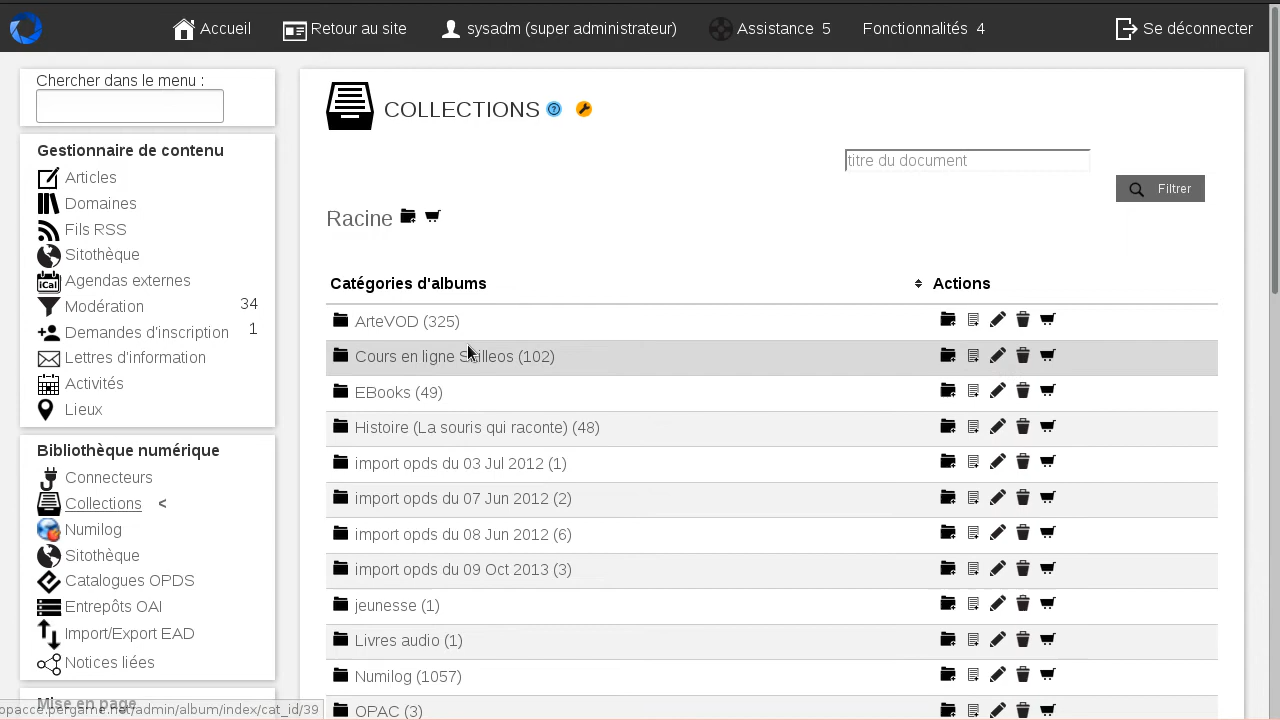 Accueil
Retour au site
sysadm (super administrateur)
Assistance 5
Fonctionnalités 4
Se déconnecter
Chercher dans le menu :
Gestionnaire de contenu
Articles
Domaines
Fils RSS
Sitothèque
iCal
Agendas externes
Modération 34
Demandes d'inscription 1
Lettres d'information
Activités
Lieux
Bibliothèque numérique
Connecteurs
Collections <
Numilog
Sitothèque
Catalogues OPDS
Entrepôts OAI
Import/Export EAD
Notices liées
Mise en page
opacce.pergame.net/admin/album/index/cat_id/39
COLLECTIONS
titre du document
Filtrer
Racine
Catégories d'albums Actions
ArteVOD (325)
Cours en ligne Skilleos (102)
EBooks (49)
Histoire (La souris qui raconte) (48)
import opds du 03 Jul 2012 (1)
import opds du 07 Jun 2012 (2)
import opds du 08 Jun 2012 (6)
import opds du 09 Oct 2013 (3)
jeunesse (1)
Livres audio (1)
Numilog (1057)
OPAC (3)